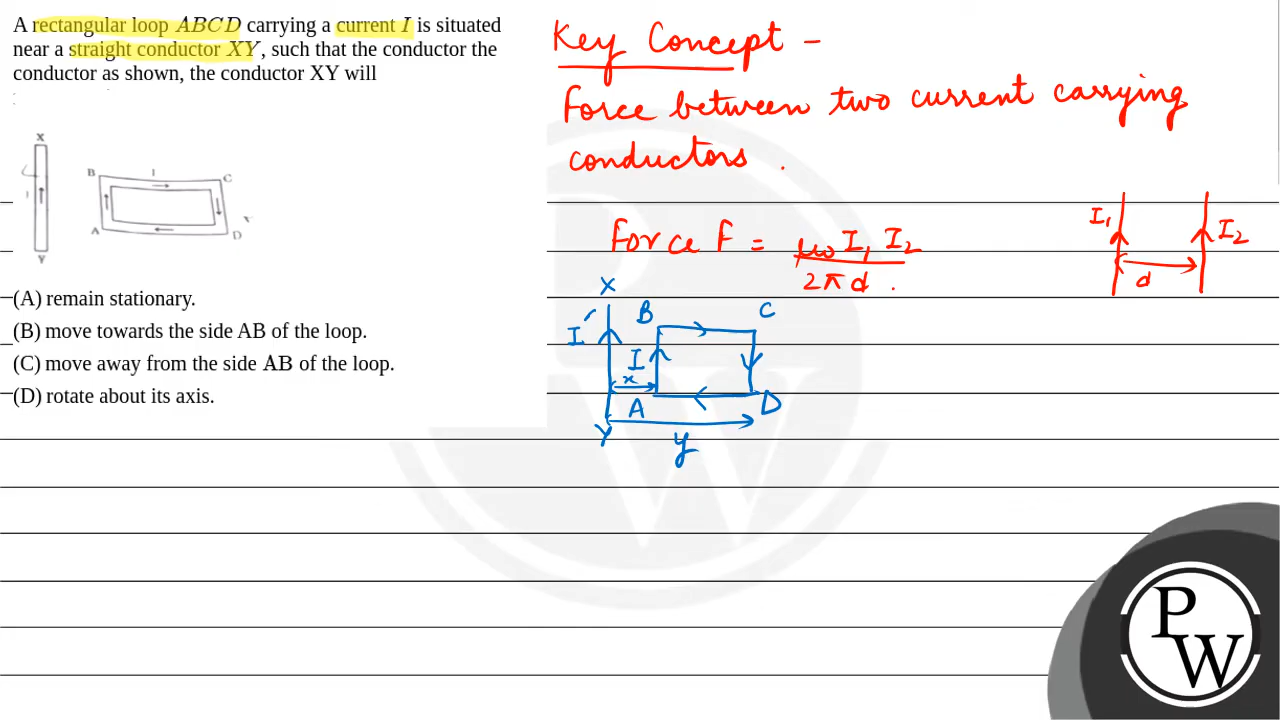 A rectangular loop ABCD carrying a current I is situated
near a straight conductor XY, such that the conductor the
conductor as shown, the conductor XY will
X
I
Y
B
I
C
A
D
(A) remain stationary.
(B) move towards the side AB of the loop.
(C) move away from the side AB of the loop.
(D) rotate about its axis.
Key Concept -
Force between two current carrying
conductors.
Force F = μ₀ I₁ I₂
2π d .
I₁
I₂
d
X
B
C
I
I
x
A
D
Y
y
P
W